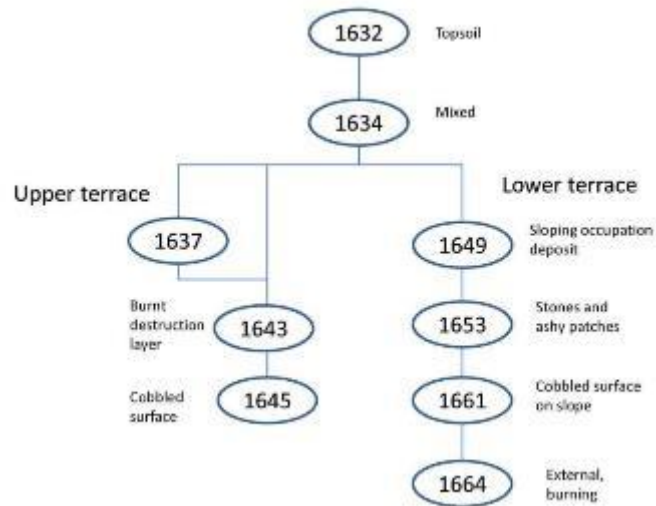 1632
Topsoil
1634
Mixed
Upper terrace
Lower terrace
1637
1649
Sloping occupation
deposit
Burnt
destruction
layer
1643
1653
Stones and
ashy patches
Cobbled
surface
1645
1661
Cobbled surface
on slope
1664
External,
burning